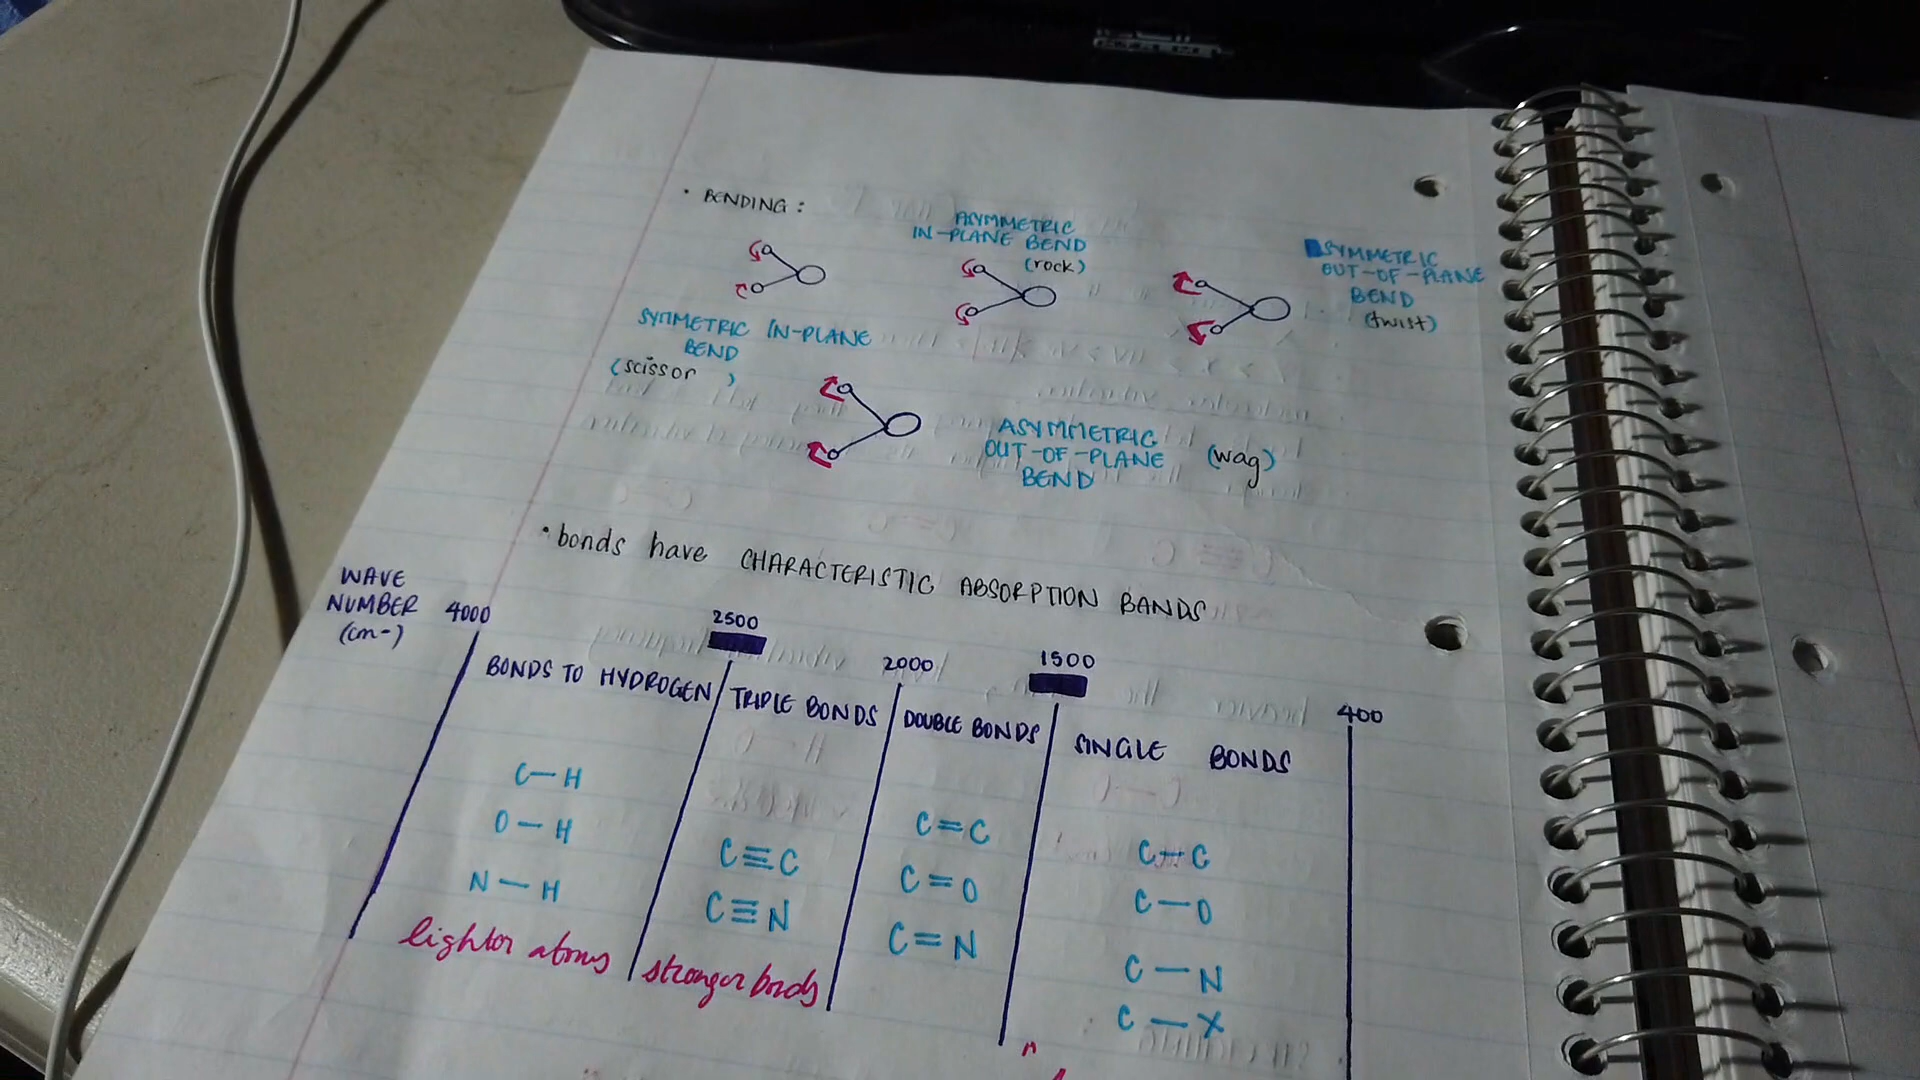 • BENDING:
ASYMMETRIC
IN-PLANE BEND
(rock)
SYMMETRIC
OUT-OF-PLANE
BEND
(twist)
SYMMETRIC IN-PLANE
BEND
(scissor )
ASYMMETRIC
OUT-OF-PLANE (wag)
BEND
• bonds have CHARACTERISTIC ABSORPTION BANDS
WAVE
NUMBER
(cm-)
4000 2500 2000 1500 400
BONDS TO HYDROGEN
C-H
O-H
N-H
lighter atoms
TRIPLE BONDS
C≡C
C≡N
stronger bonds
DOUBLE BONDS
C=C
C=O
C=N
SINGLE BONDS
C-C
C-O
C-N
C-X